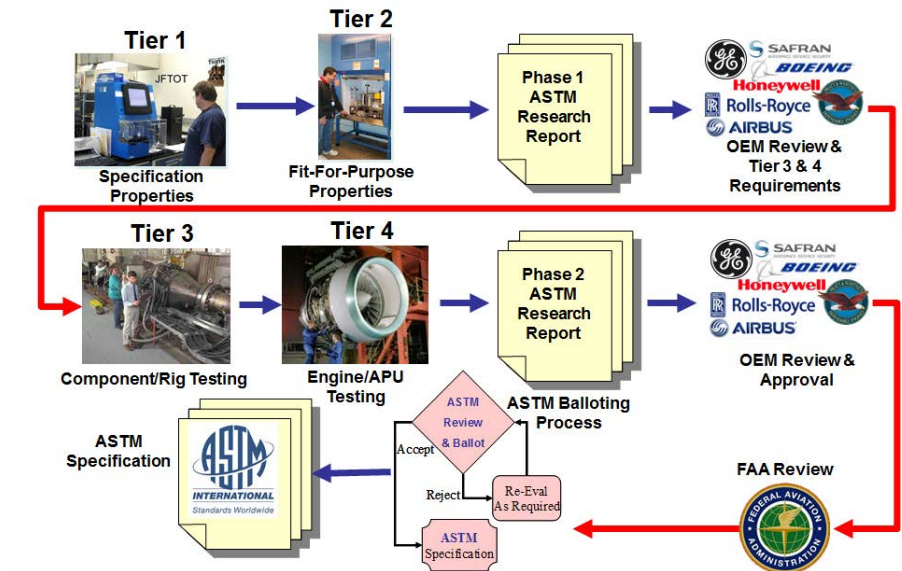 Tier 1
JFTOT
Specification
Properties
Tier 2
Fit-For-Purpose
Properties
Phase 1
ASTM
Research
Report
SAFRAN
BOEING
Honeywell
Rolls-Royce
AIRBUS
OEM Review &
Tier 3 & 4
Requirements
Tier 3
Component/Rig Testing
Tier 4
Engine/APU
Testing
Phase 2
ASTM
Research
Report
SAFRAN
BOEING
Honeywell
Rolls-Royce
AIRBUS
OEM Review &
Approval
FAA Review
FEDERAL AVIATION
ADMINISTRATION
ASTM Balloting
Process
ASTM
Review
& Ballot
Accept
Reject
Re-Eval
As Required
ASTM
Specification
ASTM
Specification
ASTM
INTERNATIONAL
Standards Worldwide